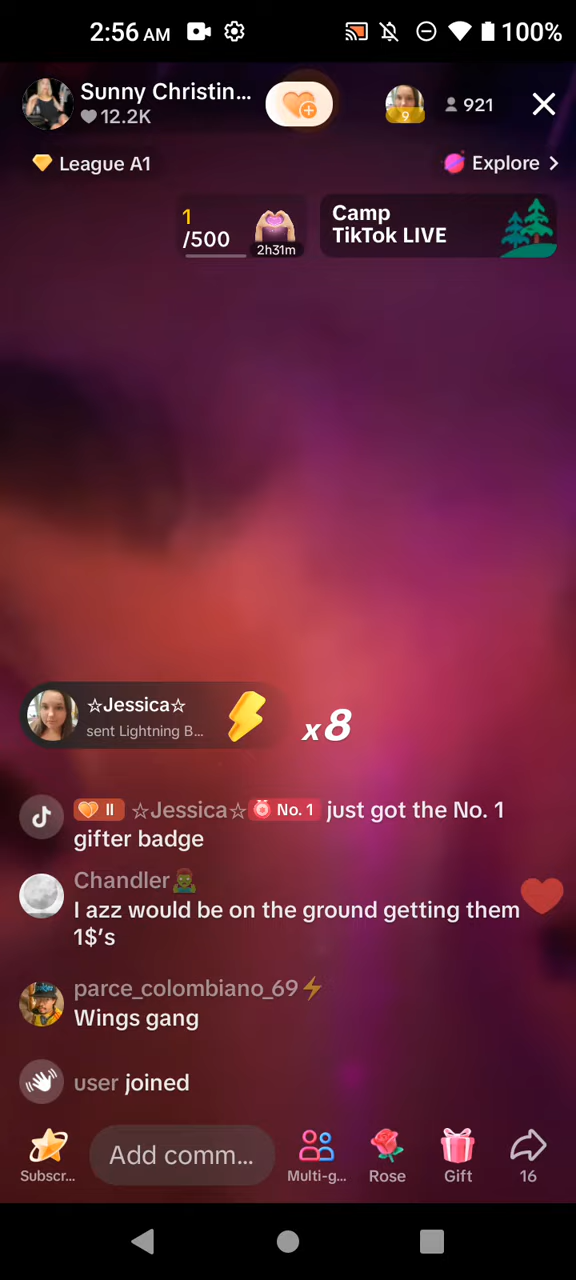 2:56 AM
100%
Sunny Christin...
12.2K
9
921
League A1
Explore
1
/500
2h31m
Camp
TikTok LIVE
☆Jessica☆
sent Lightning B...
x8
II ☆Jessica☆ No. 1 just got the No. 1
gifter badge
Chandler🧟‍♂️
I azz would be on the ground getting them
1$'s
parce_colombiano_69⚡
Wings gang
user joined
Add comm...
Subscr...
Multi-g...
Rose
Gift
16